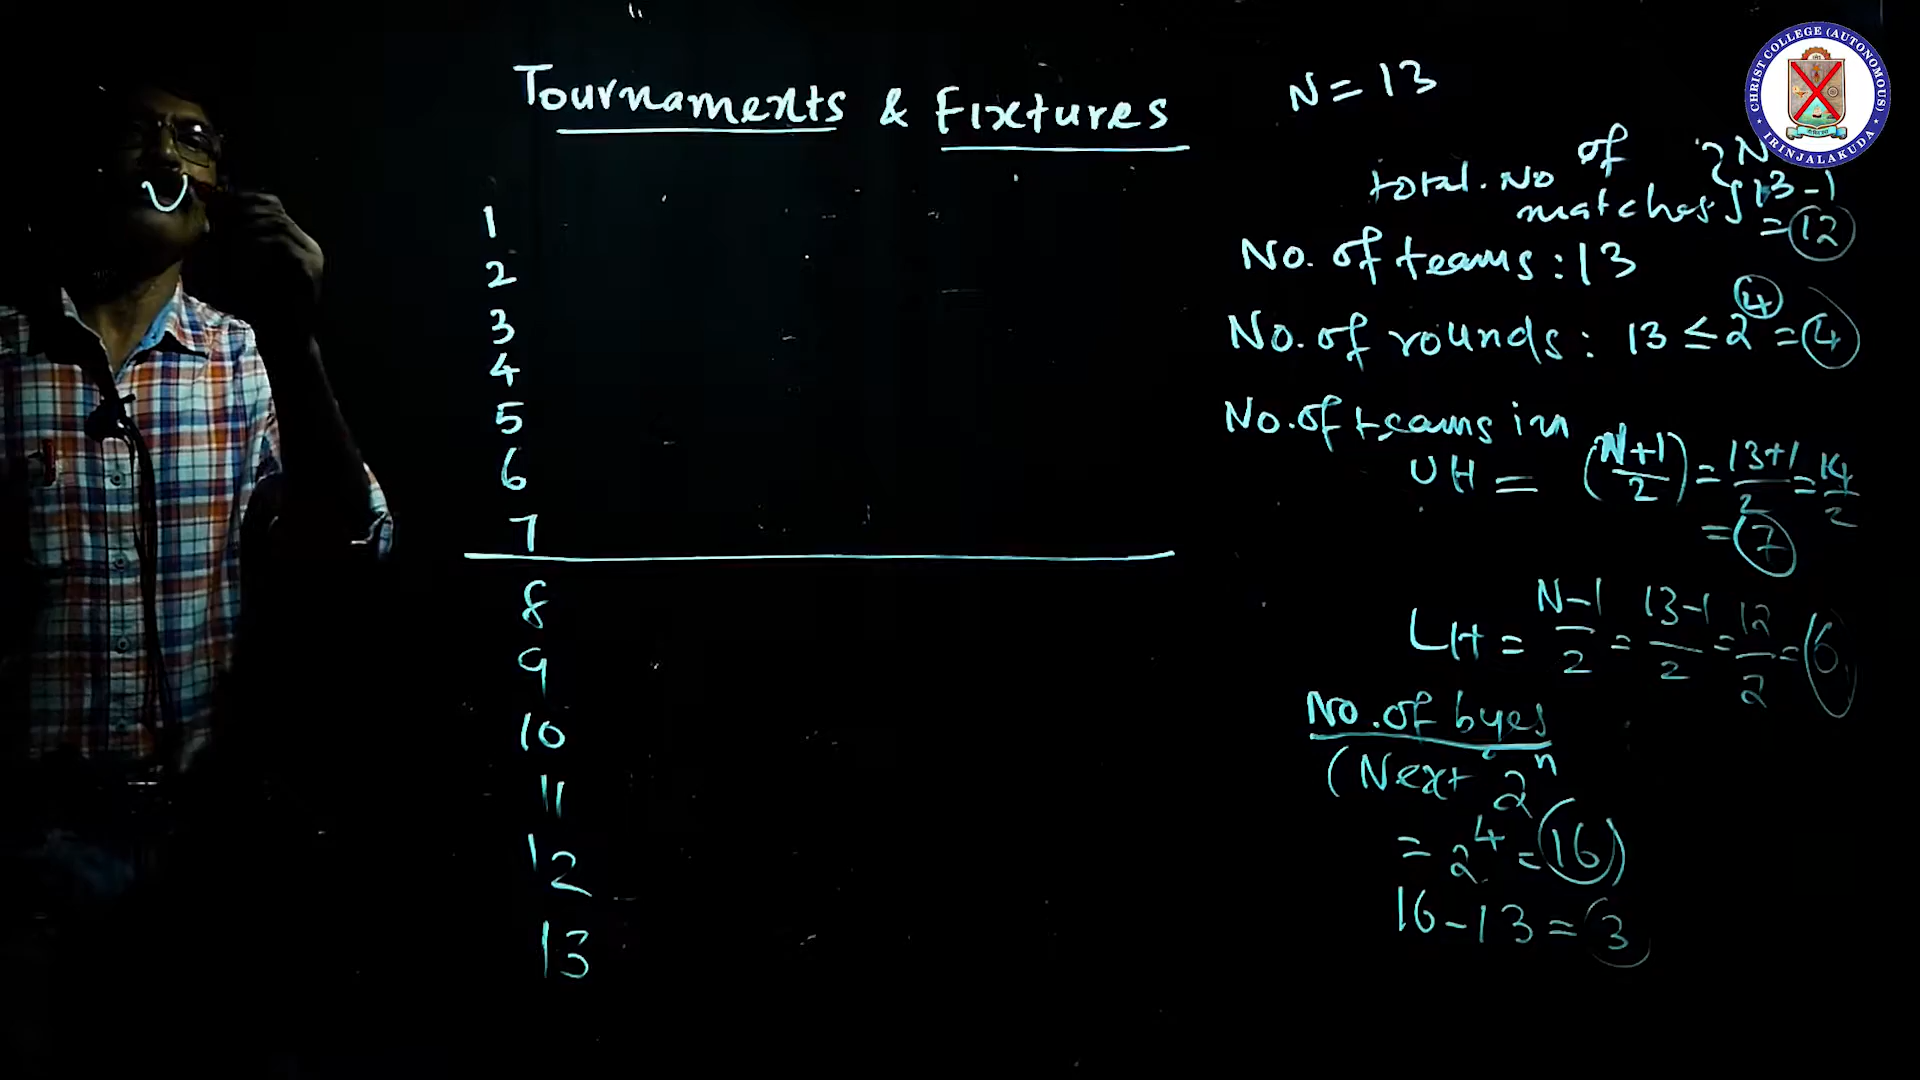 Tournaments & Fixtures
1
2
3
4
5
6
7
8
9
10
11
12
13
N = 13
total. No of matches } N
13 - 1
= 12
No. of teams : 13
No. of rounds : 13 ≤ 2^4 = 4
No. of teams in
UH = (N+1/2) = 13+1/2 = 14/2
= 7
LH = N-1/2 = 13-1/2 = 12/2 = 6
No. of byes
(Next 2^n
= 2^4 = 16)
16 - 13 = 3
CHRIST COLLEGE (AUTONOMOUS)
IRINJALAKUDA